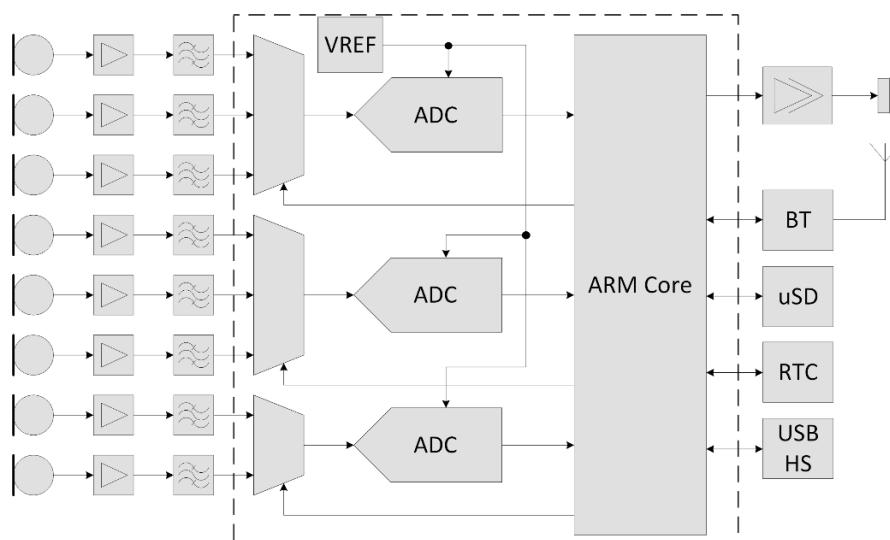 VREF
ADC
ADC
ADC
ARM Core
BT
uSD
RTC
USB
HS